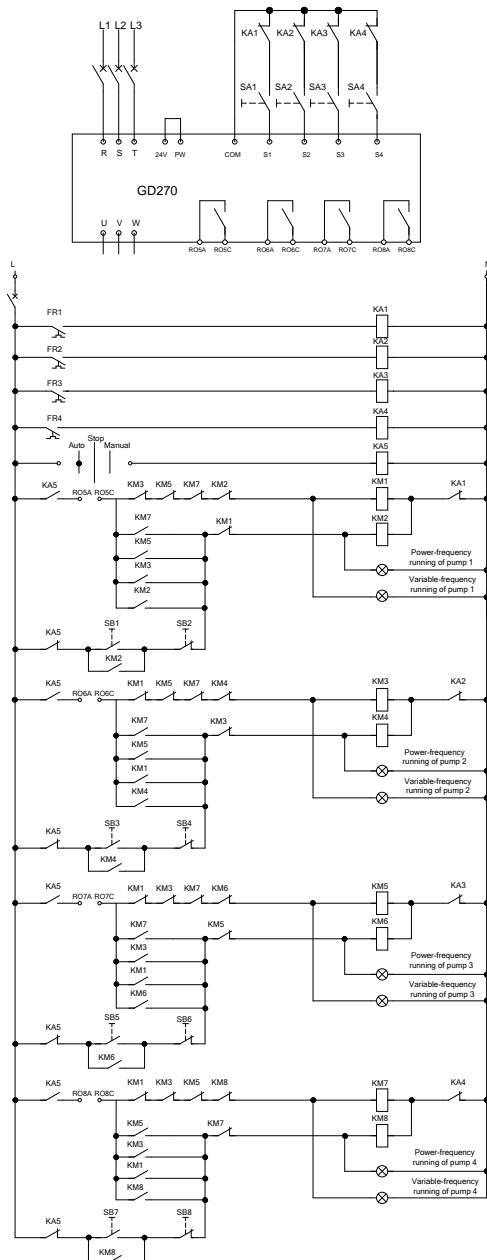 L1 L2 L3
KA1 KA2 KA3 KA4
SA1 SA2 SA3 SA4
R S T 24V PW COM S1 S2 S3 S4
GD270
U V W
RO5A RO5C RO6A RO6C RO7A RO7C RO8A RO8C
L N
FR1 KA1
FR2 KA2
FR3 KA3
FR4 KA4
Stop
Auto Manual KA5
KA5 RO5A RO5C KM3 KM5 KM7 KM2 KM1 KA1
KM7 KM1 KM2
KM5
Power-frequency
running of pump 1
KM3
Variable-frequency
running of pump 1
KM2
KA5 SB1 SB2
KM2
KA5 RO6A RO6C KM1 KM5 KM7 KM4 KM3 KA2
KM7 KM3 KM4
KM5
Power-frequency
running of pump 2
KM1
Variable-frequency
running of pump 2
KM4
KA5 SB3 SB4
KM4
KA5 RO7A RO7C KM1 KM3 KM7 KM6 KM5 KA3
KM7 KM5 KM6
KM3
Power-frequency
running of pump 3
KM1
Variable-frequency
running of pump 3
KM6
KA5 SB5 SB6
KM6
KA5 RO8A RO8C KM1 KM3 KM5 KM8 KM7 KA4
KM5 KM7 KM8
KM3
Power-frequency
running of pump 4
KM1
Variable-frequency
running of pump 4
KM8
KA5 SB7 SB8
KM8